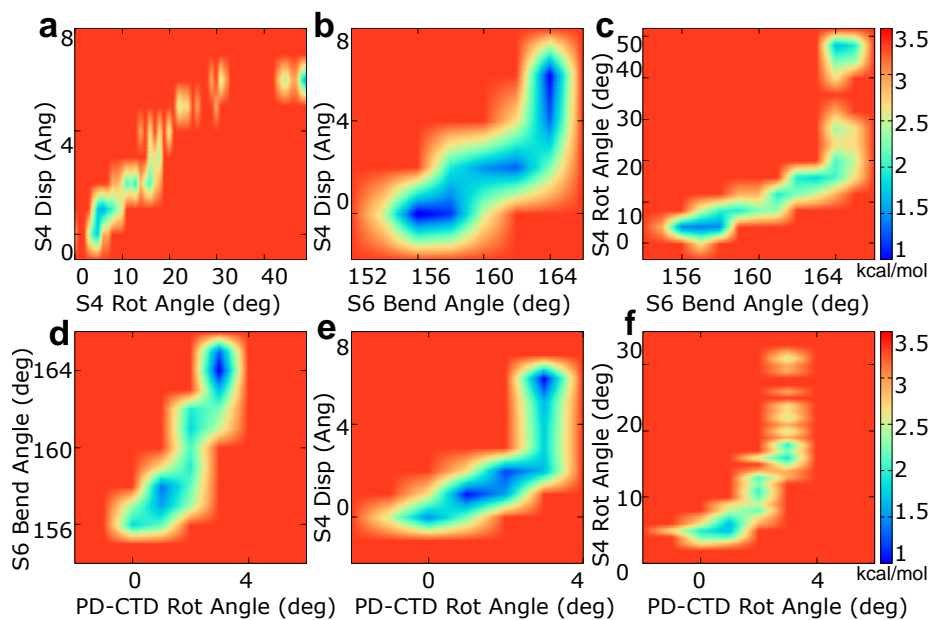 a
8
4
0
S4 Disp (Ang)
0 10 20 30 40
S4 Rot Angle (deg)
b
8
4
0
S4 Disp (Ang)
152 156 160 164
S6 Bend Angle (deg)
c
50
40
30
20
10
0
S4 Rot Angle (deg)
156 160 164
S6 Bend Angle (deg)
3.5
3
2.5
2
1.5
1
kcal/mol
d
164
160
156
S6 Bend Angle (deg)
0 4
PD-CTD Rot Angle (deg)
e
8
4
0
S4 Disp (Ang)
0 4
PD-CTD Rot Angle (deg)
f
30
20
10
0
S4 Rot Angle (deg)
0 4
PD-CTD Rot Angle (deg)
3.5
3
2.5
2
1.5
1
kcal/mol